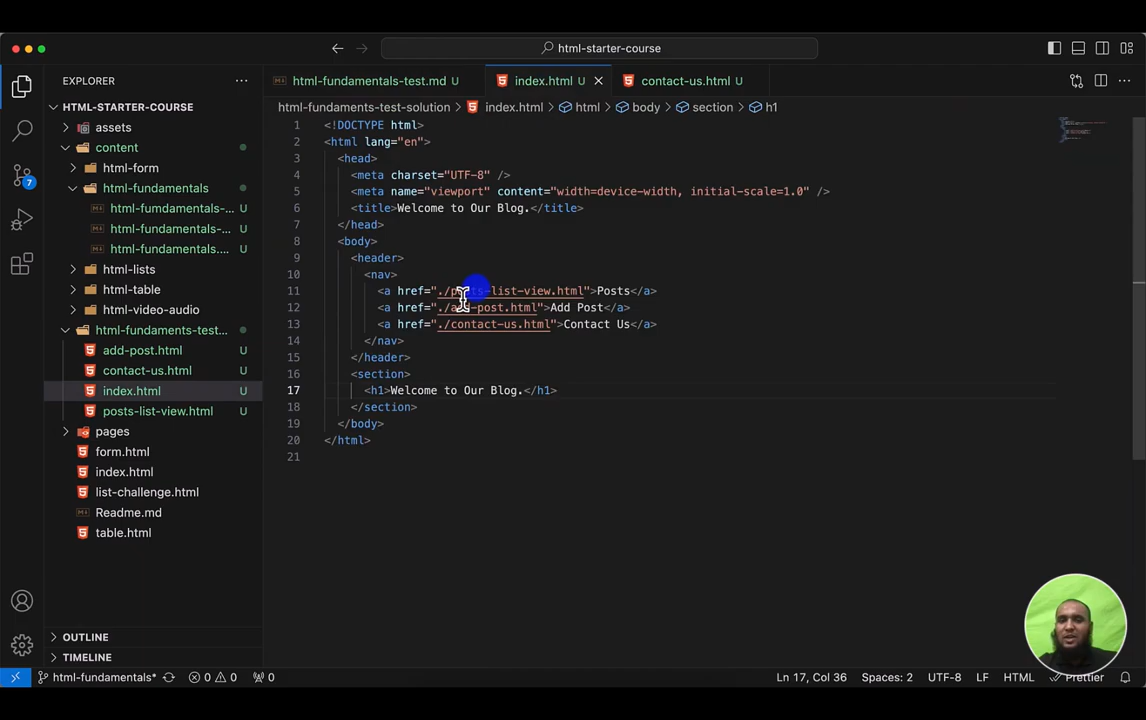 html-starter-course
EXPLORER
html-fundamentals-test.md U
index.html U
contact-us.html U
HTML-STARTER-COURSE
html-fundaments-test-solution
index.html
html
body
section
h1
assets
content
html-form
html-fundamentals
html-fumdamentals-... U
html-fundamentals-... U
html-fundamentals.... U
html-lists
html-table
html-video-audio
html-fundaments-test...
add-post.html U
contact-us.html U
index.html U
posts-list-view.html U
pages
form.html
index.html
list-challenge.html
Readme.md
table.html
OUTLINE
TIMELINE
7
1 <!DOCTYPE html>
2 <html lang="en">
3 <head>
4 <meta charset="UTF-8" />
5 <meta name="viewport" content="width=device-width, initial-scale=1.0" />
6 <title>Welcome to Our Blog.</title>
7 </head>
8 <body>
9 <header>
10 <nav>
11 <a href="./posts-list-view.html">Posts</a>
12 <a href="./add-post.html">Add Post</a>
13 <a href="./contact-us.html">Contact Us</a>
14 </nav>
15 </header>
16 <section>
17 <h1>Welcome to Our Blog.</h1>
18 </section>
19 </body>
20 </html>
21
html-fundamentals* 0 0 0 Ln 17, Col 36 Spaces: 2 UTF-8 LF HTML Prettier